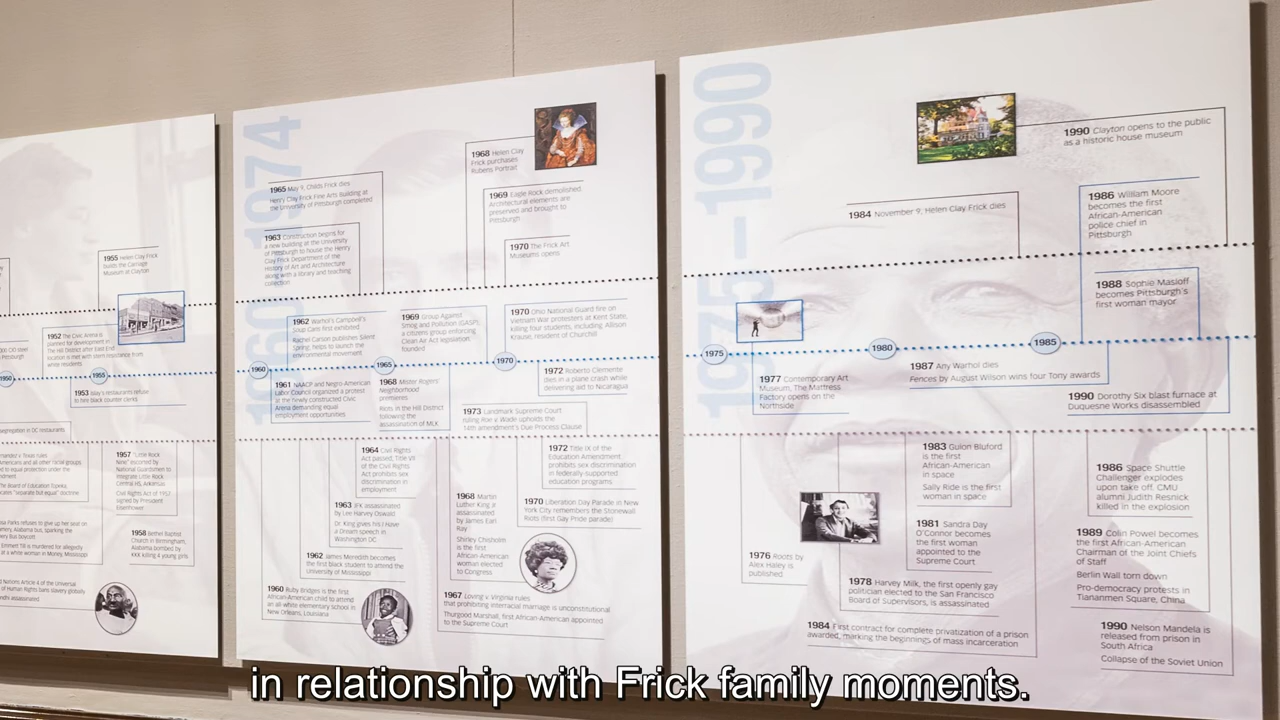 1955 Helen Clay Frick
builds the Carriage
Museum at Clayton
1952 The Civic Arena is
planned for development in
The Hill District after East End
location is met with stern resistance from
white residents
1950
1955
1953 May's restaurants refuse
to hire black counter clerks
segregation in DC restaurants
1957 "Little Rock
Nine" escorted by
National Guardsmen to
integrate Little Rock
Central HS, Arkansas
Civil Rights Act of 1957
signed by President
Eisenhower
1958 Bethel Baptist
Church in Birmingham,
Alabama bombed by
KKK killing 4 young girls
1960 - 1974
1965 May 9, Childs Frick dies
Henry Clay Frick Fine Arts Building at
the University of Pittsburgh completed
1963 Construction begins for
a new building at the University
of Pittsburgh to house the Henry
Clay Frick Department of the
History of Art and Architecture
along with a library and teaching
collection
1968 Helen Clay
Frick purchases
Rubens Portrait
1969 Eagle Rock demolished.
Architectural elements are
preserved and brought to
Pittsburgh
1970 The Frick Art
Museums opens
1962 Warhol's Campbell's
Soup Cans first exhibited
Rachel Carson publishes Silent
Spring, helps to launch the
environmental movement
1969 Group Against
Smog and Pollution (GASP),
a citizens group enforcing
Clean Air Act legislation,
founded
1970 Ohio National Guard fire on
Vietnam War protesters at Kent State,
killing four students, including Allison
Krause, resident of Churchill
1960
1965
1970
1961 NAACP and Negro-American
Labor Council organized a protest
at the newly constructed Civic
Arena demanding equal
employment opportunities
1968 Mister Rogers'
Neighborhood
premieres
Riots in the Hill District
following the
assassination of MLK
1972 Roberto Clemente
dies in a plane crash while
delivering aid to Nicaragua
1973 Landmark Supreme Court
ruling Roe v Wade upholds the
14th amendment's Due Process Clause
1964 Civil Rights
Act passed, Title VII
of the Civil Rights
Act prohibits sex
discrimination in
employment
1963 JFK assassinated
by Lee Harvey Oswald
Dr. King gives his I Have
a Dream speech in
Washington DC
1962 James Meredith becomes
the first black student to attend the
University of Mississippi
1960 Ruby Bridges is the first
African-American child to attend
an all white elementary school in
New Orleans, Louisiana
1968 Martin
Luther King Jr
assassinated
by James Earl
Ray
Shirley Chisholm
is the first
African-American
woman elected
to Congress
1972 Title IX of the
Education Amendment
prohibits sex discrimination
in federally-supported
education programs
1970 Liberation Day Parade in New
York City remembers the Stonewall
Riots (first Gay Pride parade)
1967 Loving v. Virginia rules
that prohibiting interracial marriage is unconstitutional
Thurgood Marshall, first African-American appointed
to the Supreme Court
1975 - 1990
1990 Clayton opens to the public
as a historic house museum
1984 November 9, Helen Clay Frick dies
1986 William Moore
becomes the first
African-American
police chief in
Pittsburgh
1988 Sophie Masloff
becomes Pittsburgh's
first woman mayor
1975
1980
1985
1977 Contemporary Art
Museum, The Mattress
Factory opens on the
Northside
1987 Any Warhol dies
Fences by August Wilson wins four Tony awards
1990 Dorothy Six blast furnace at
Duquesne Works disassembled
1983 Guion Bluford
is the first
African-American
in space
Sally Ride is the first
woman in space
1986 Space Shuttle
Challenger explodes
upon take off. CMU
alumni Judith Resnick
killed in the explosion
1981 Sandra Day
O'Connor becomes
the first woman
appointed to the
Supreme Court
1976 Roots by
Alex Haley is
published
1978 Harvey Milk, the first openly gay
politician elected to the San Francisco
Board of Supervisors, is assassinated
1989 Colin Powel becomes
the first African-American
Chairman of the Joint Chiefs
of Staff
Berlin Wall torn down
Pro-democracy protests in
Tiananmen Square, China
1984 First contract for complete privatization of a prison
awarded, marking the beginnings of mass incarceration
1990 Nelson Mandela is
released from prison in
South Africa
Collapse of the Soviet Union
in relationship with Frick family moments.